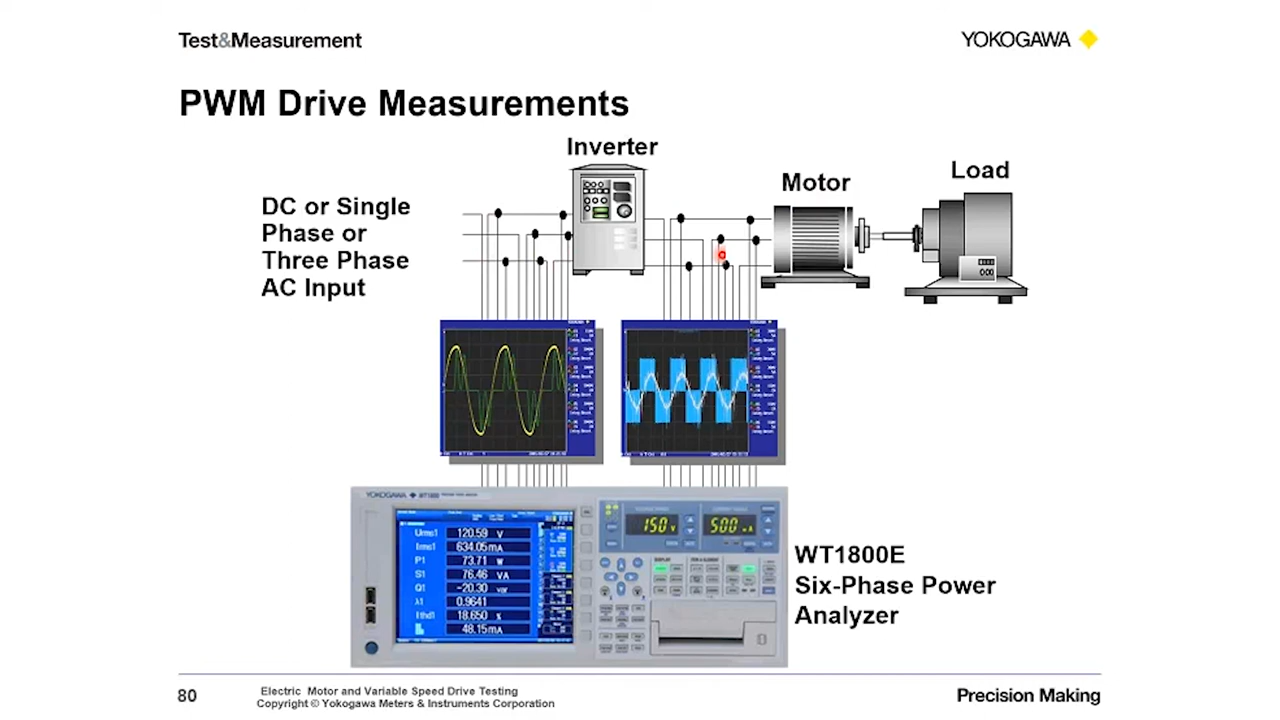 Test&Measurement
YOKOGAWA
PWM Drive Measurements
Inverter
Motor
Load
DC or Single
Phase or
Three Phase
AC Input
YOKOGAWA WT1800
Urms1 120.59 V
Irms1 634.05mA
P1 73.71 W
S1 76.46 VA
Q1 -20.30 var
λ1 0.9641
Ithd1 18.650 %
48.15mA
150 V
500 mA
WT1800E
Six-Phase Power
Analyzer
80
Electric Motor and Variable Speed Drive Testing
Copyright © Yokogawa Meters & Instruments Corporation
Precision Making